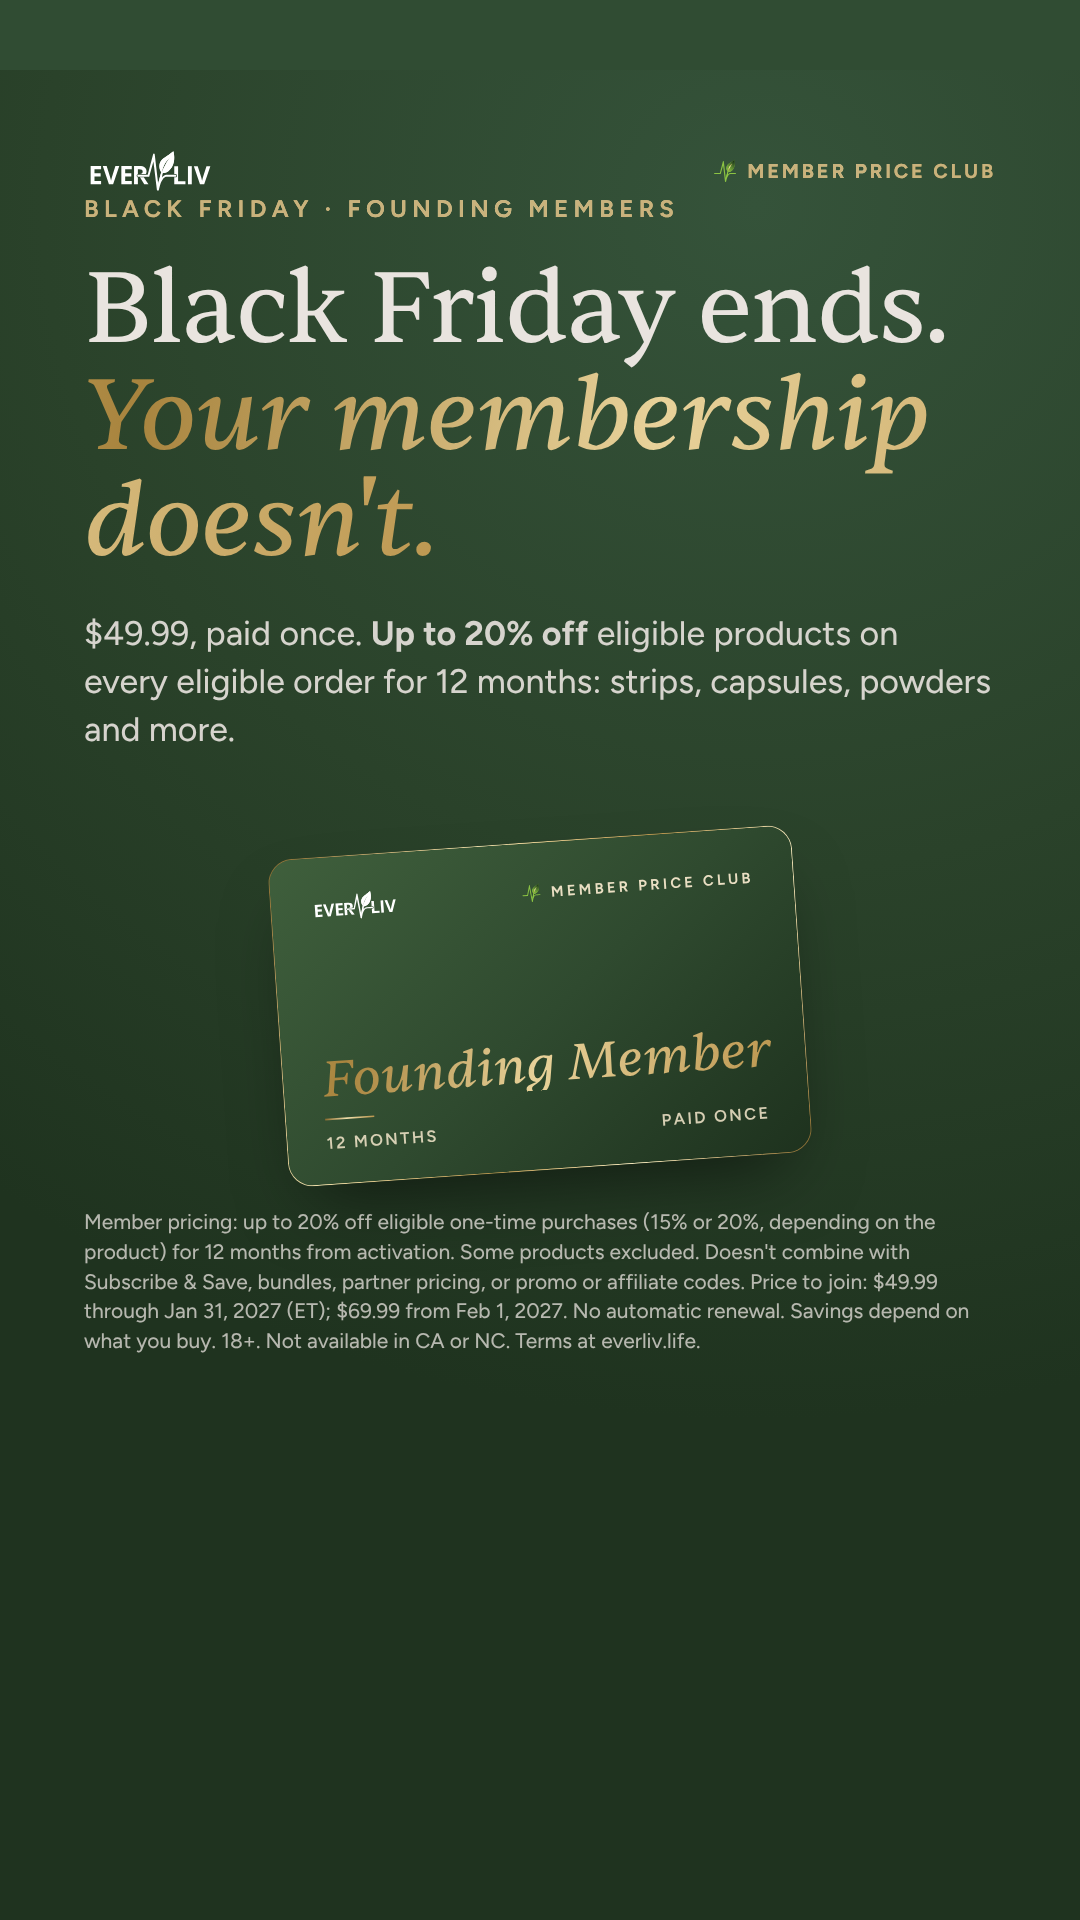 EVERLIV
MEMBER PRICE CLUB
BLACK FRIDAY · FOUNDING MEMBERS
Black Friday ends.
Your membership
doesn't.
$49.99, paid once. Up to 20% off eligible products on
every eligible order for 12 months: strips, capsules, powders
and more.
EVERLIV
MEMBER PRICE CLUB
Founding Member
12 MONTHS
PAID ONCE
Member pricing: up to 20% off eligible one-time purchases (15% or 20%, depending on the
product) for 12 months from activation. Some products excluded. Doesn't combine with
Subscribe & Save, bundles, partner pricing, or promo or affiliate codes. Price to join: $49.99
through Jan 31, 2027 (ET); $69.99 from Feb 1, 2027. No automatic renewal. Savings depend on
what you buy. 18+. Not available in CA or NC. Terms at everliv.life.